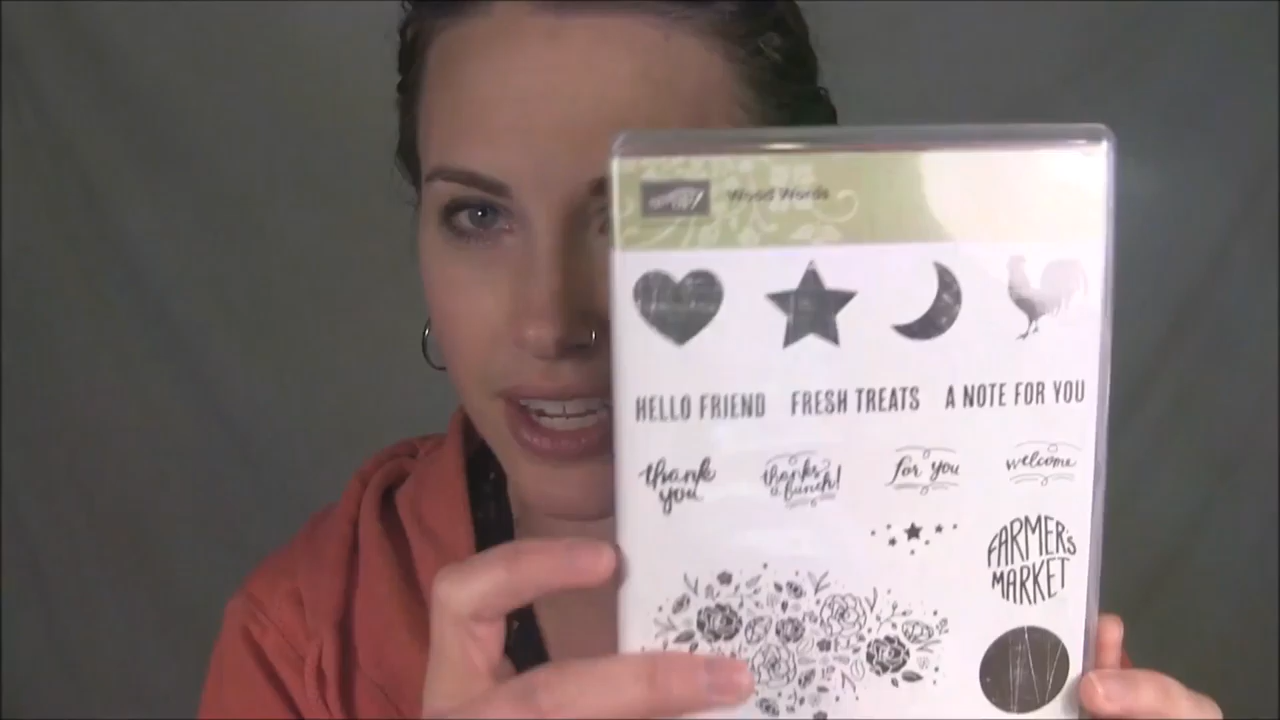 Wood Words
HELLO FRIEND FRESH TREATS A NOTE FOR YOU
thank you
thanks a bunch!
for you
welcome
FARMER'S
MARKET